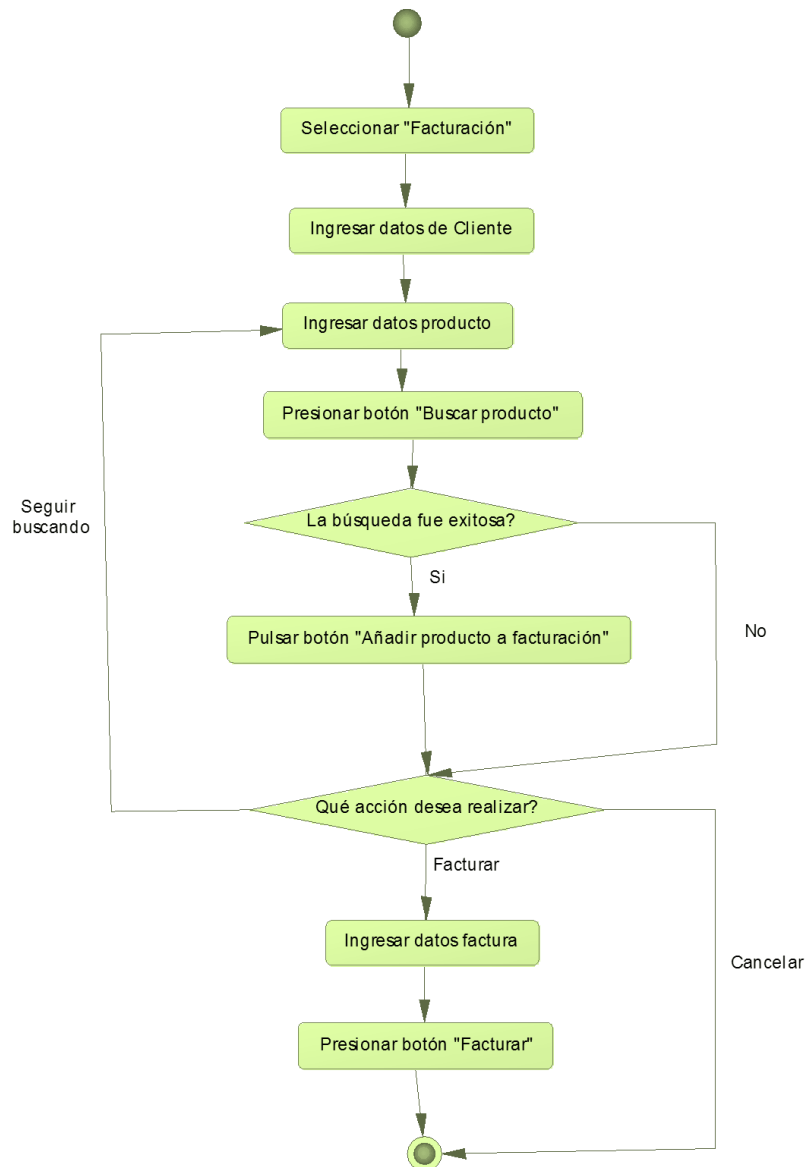 Seleccionar "Facturación"
Ingresar datos de Cliente
Ingresar datos producto
Presionar botón "Buscar producto"
Seguir
buscando
La búsqueda fue exitosa?
Si
No
Pulsar botón "Añadir producto a facturación"
Qué acción desea realizar?
Facturar
Ingresar datos factura
Cancelar
Presionar botón "Facturar"